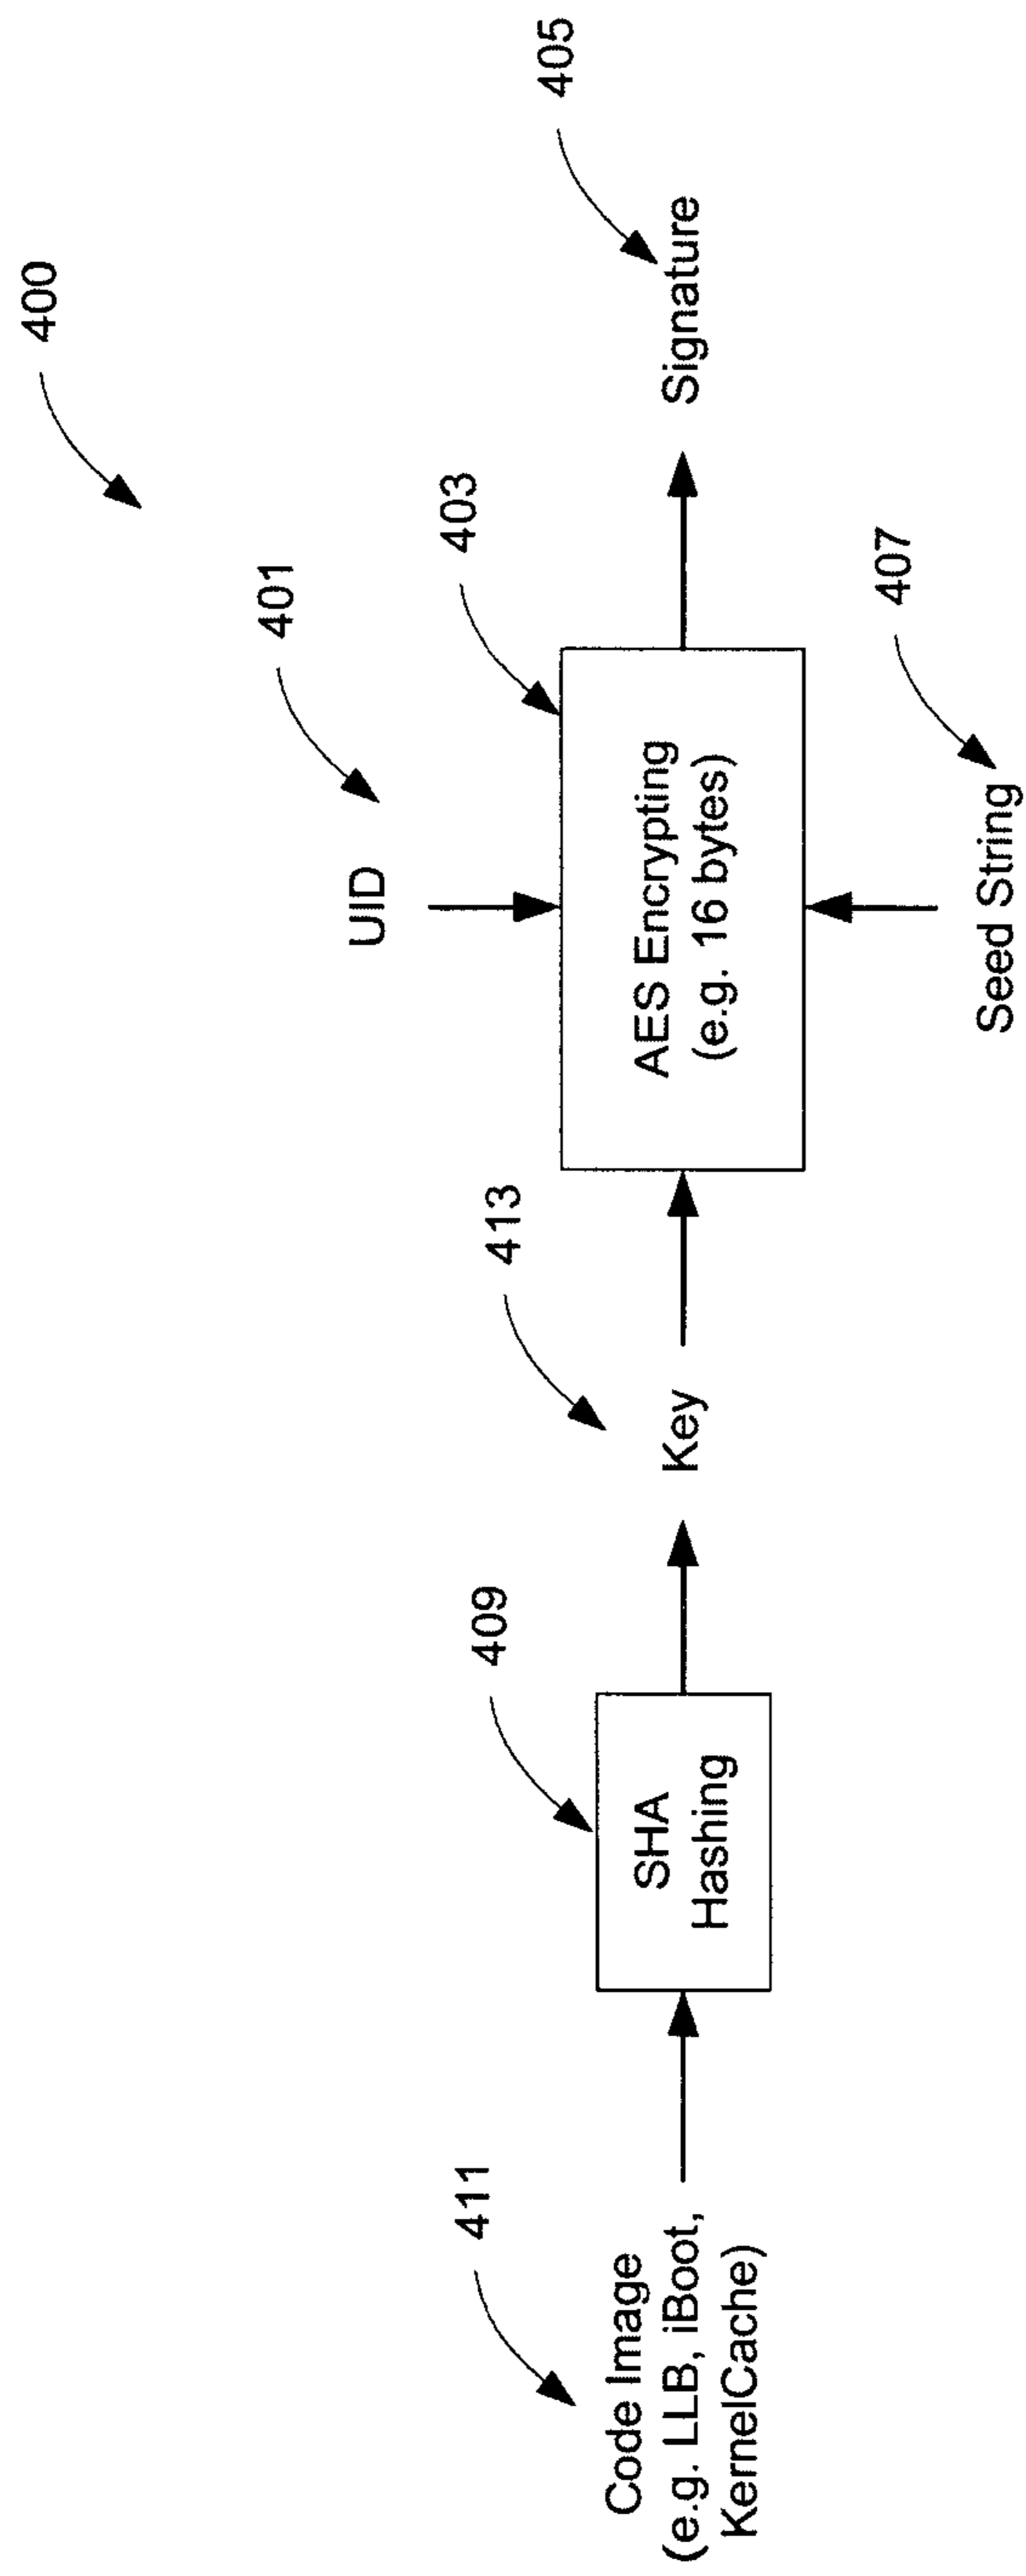 400
401
403
405
UID
Code Image
(e.g. LLB, iBoot,
KernelCache)
411
SHA
Hashing
409
Key
413
AES Encrypting
(e.g. 16 bytes)
Signature
Seed String
407